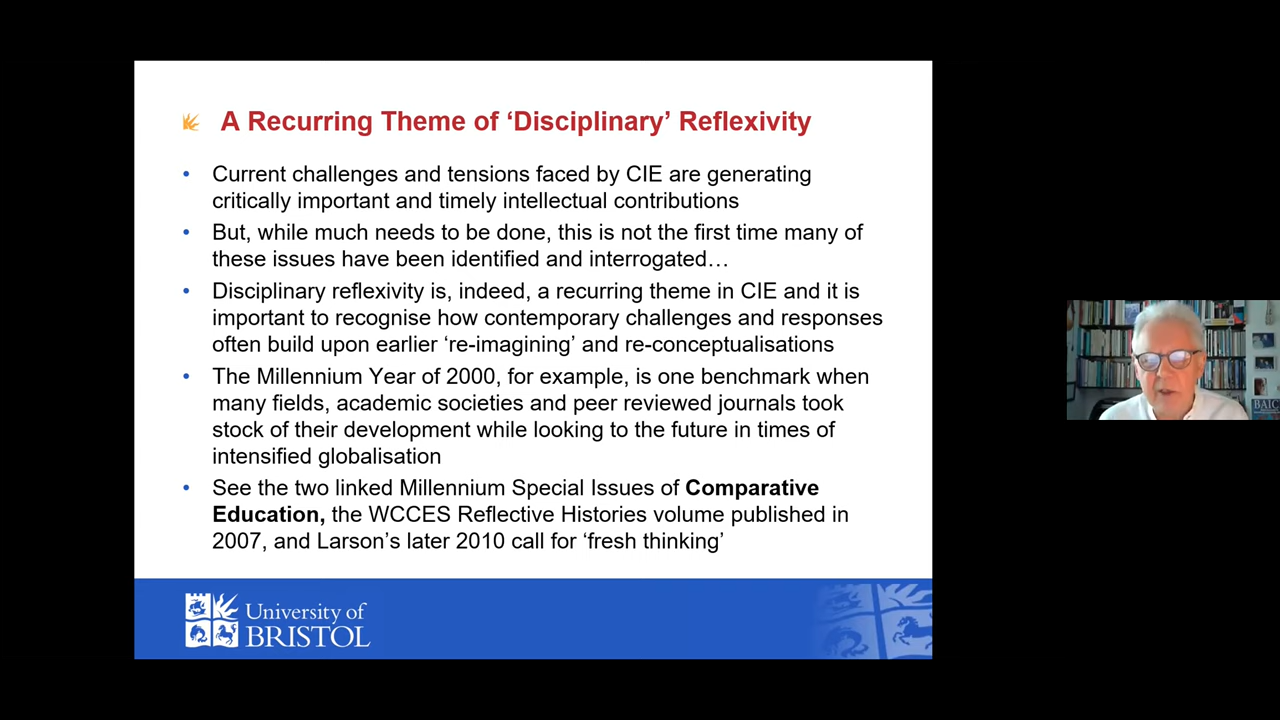 A Recurring Theme of ‘Disciplinary’ Reflexivity
• Current challenges and tensions faced by CIE are generating
critically important and timely intellectual contributions
• But, while much needs to be done, this is not the first time many of
these issues have been identified and interrogated…
• Disciplinary reflexivity is, indeed, a recurring theme in CIE and it is
important to recognise how contemporary challenges and responses
often build upon earlier ‘re-imagining’ and re-conceptualisations
• The Millennium Year of 2000, for example, is one benchmark when
many fields, academic societies and peer reviewed journals took
stock of their development while looking to the future in times of
intensified globalisation
• See the two linked Millennium Special Issues of Comparative
Education, the WCCES Reflective Histories volume published in
2007, and Larson’s later 2010 call for ‘fresh thinking’
University of
BRISTOL